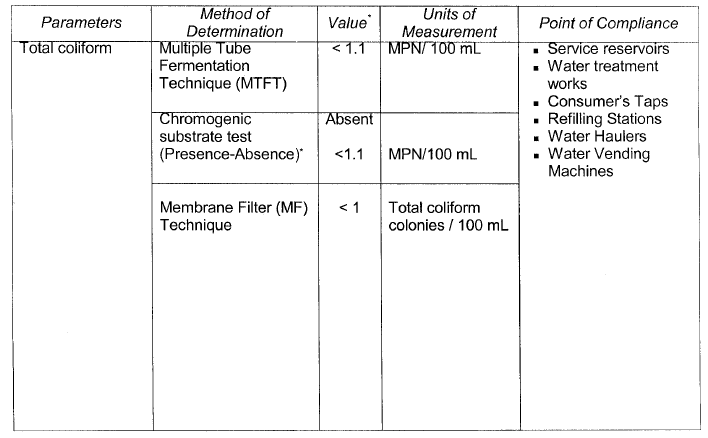 Parameters
Method of
Determination
Value*
Units of
Measurement
Point of Compliance
Total coliform
Multiple Tube
Fermentation
Technique (MTFT)
< 1.1
MPN/ 100 mL
Chromogenic
substrate test
(Presence-Absence)*
Absent
<1.1
MPN/100 mL
Membrane Filter (MF)
Technique
< 1
Total coliform
colonies / 100 mL
▪ Service reservoirs
▪ Water treatment
works
▪ Consumer's Taps
▪ Refilling Stations
▪ Water Haulers
▪ Water Vending
Machines